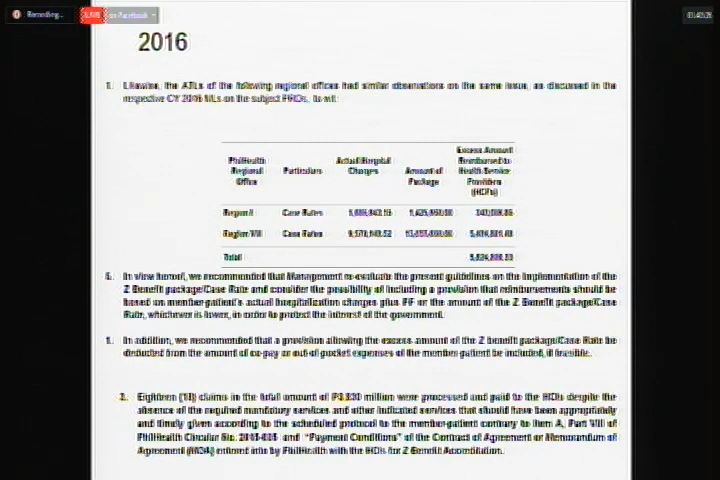 Recording...
LIVE on Facebook
2016
Likewise, the ATLs of the following regional offices had similar observations on the same issue, as discussed in the
respective CY 2016 MLs on the subject PROs, to wit:
PhilHealth Regional Office
Particulars
Actual Hospital Charges
Amount of Package
Excess Amount Reimbursed to Health Service Providers (HCIs)
Region I Case Rates
Region VIII Case Rates
Total
In view hereof, we recommended that Management re-evaluate the present guidelines on the implementation of the
Z Benefit package/Case Rate and consider the possibility of including a provision that reimbursements should be
based on member-patient's actual hospitalization charges plus PF or the amount of the Z Benefit package/Case
Rate, whichever is lower, in order to protect the interest of the government.
In addition, we recommended that a provision allowing the excess amount of the Z benefit package/Case Rate be
deducted from the amount of co-pay or out-of-pocket expenses of the member-patient be included, if feasible.
Eighteen (18) claims in the total amount of million were processed and paid to the HCIs despite the
absence of the required mandatory services and other indicated services that should have been appropriately
and timely given according to the scheduled protocol to the member-patient contrary to Item A, Part VIII of
PhilHealth Circular No. and "Payment Conditions" of the Contract of Agreement or Memorandum of
Agreement (MOA) entered into by PhilHealth with the HCIs for Z Benefit Accreditation.